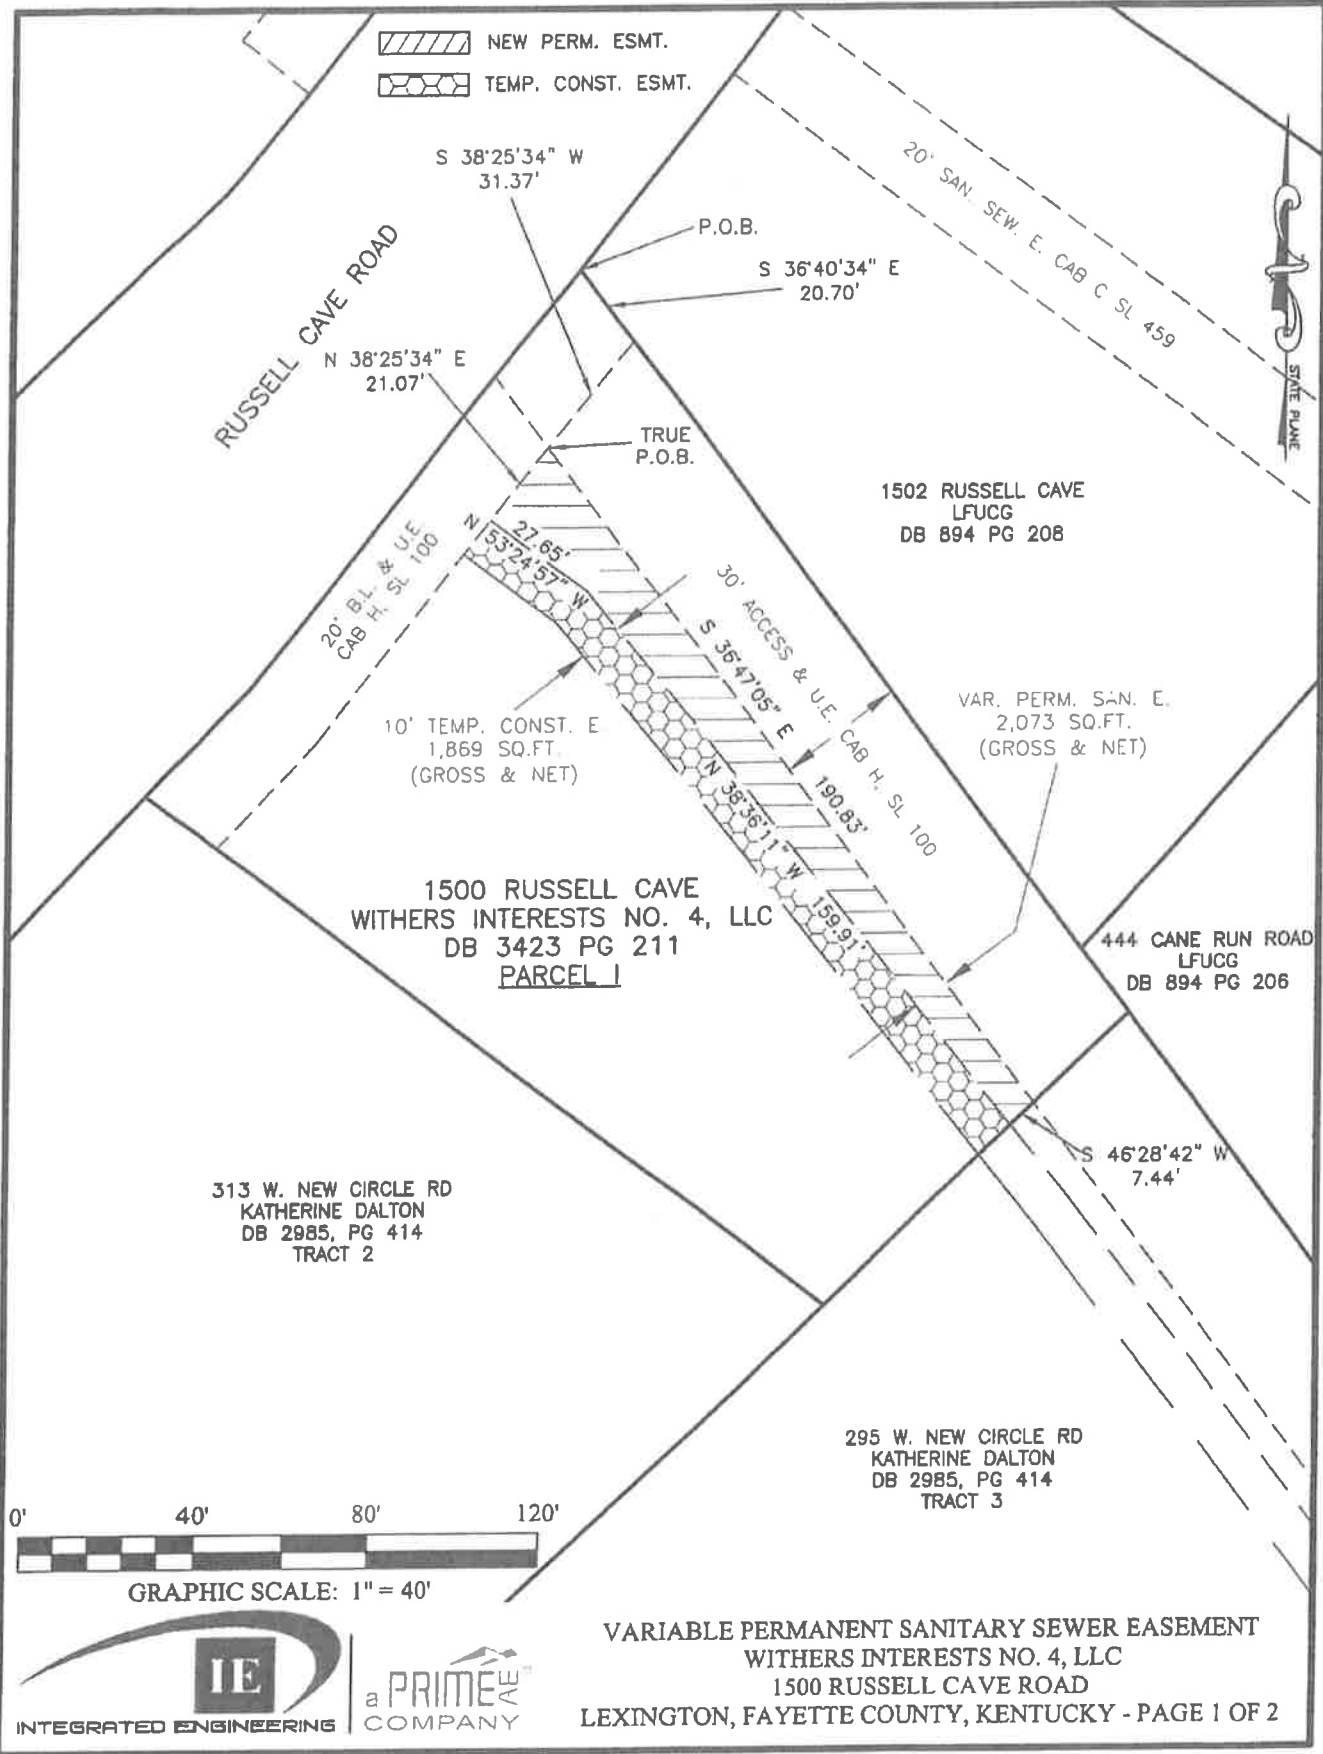 NEW PERM. ESMT.
TEMP. CONST. ESMT.
S 38°25'34" W
31.37'
P.O.B.
S 36°40'34" E
20.70'
20' SAN. SEW. E. CAB C SL 459
STATE PLANE
RUSSELL CAVE ROAD
N 38°25'34" E
21.07'
TRUE
P.O.B.
1502 RUSSELL CAVE
LFUCG
DB 894 PG 208
20' B.L. & U.E.
CAB H. SL 100
27.65'
N 53°24'57" W
30' ACCESS & U.E. CAB H. SL 100
S 36°47'05" E
190.83'
VAR. PERM. SAN. E.
2,073 SQ.FT.
(GROSS & NET)
10' TEMP. CONST. E
1,869 SQ.FT.
(GROSS & NET)
N 38°36'11" W
159.91'
1500 RUSSELL CAVE
WITHERS INTERESTS NO. 4, LLC
DB 3423 PG 211
PARCEL I
444 CANE RUN ROAD
LFUCG
DB 894 PG 206
S 46°28'42" W
7.44'
313 W. NEW CIRCLE RD
KATHERINE DALTON
DB 2985, PG 414
TRACT 2
295 W. NEW CIRCLE RD
KATHERINE DALTON
DB 2985, PG 414
TRACT 3
0' 40' 80' 120'
GRAPHIC SCALE: 1" = 40'
IE
INTEGRATED ENGINEERING
a PRIME AE
COMPANY
VARIABLE PERMANENT SANITARY SEWER EASEMENT
WITHERS INTERESTS NO. 4, LLC
1500 RUSSELL CAVE ROAD
LEXINGTON, FAYETTE COUNTY, KENTUCKY - PAGE 1 OF 2